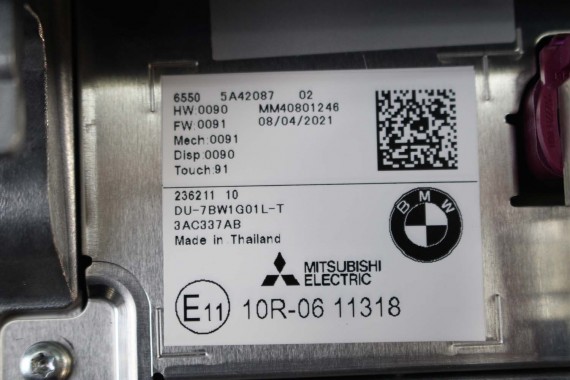 6550 5A42087 02
HW:0090 MM40801246
FW:0091 08/04/2021
Mech:0091
Disp:0090
Touch:91
236211 10
DU-7BW1G01L-T
3AC337AB
Made in Thailand
BMW
MITSUBISHI
ELECTRIC
E11 10R-06 11318